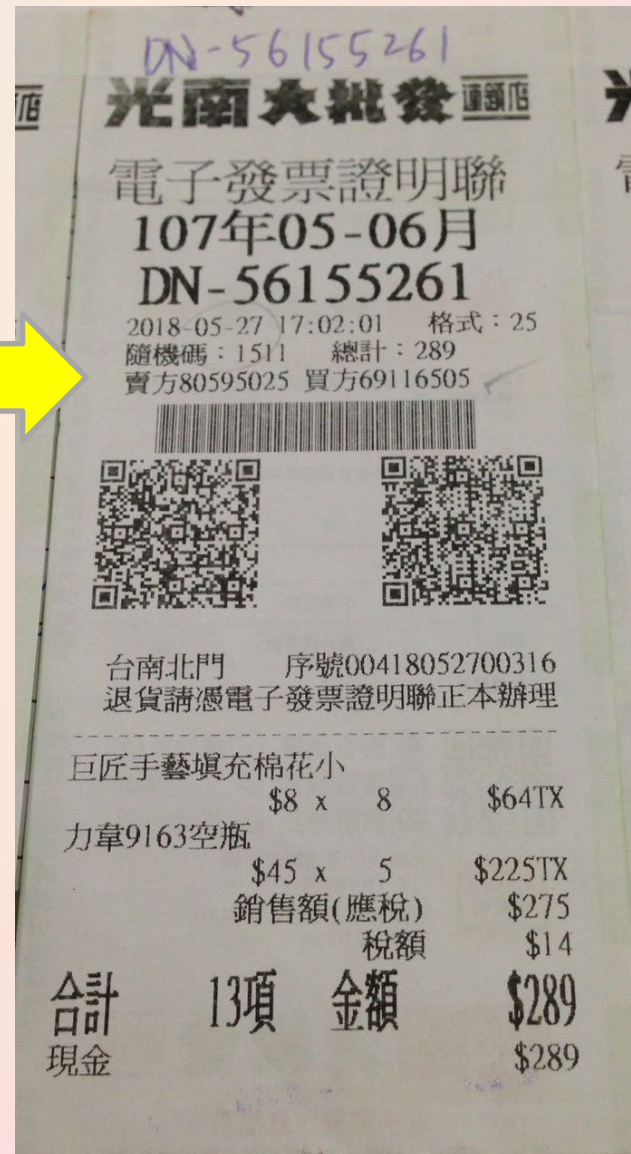 DN-56155261
光南大批發連鎖店
電子發票證明聯
107年05-06月
DN-56155261
2018-05-27 17:02:01 格式：25
隨機碼：1511 總計：289
賣方80595025 買方69116505
台南北門 序號00418052700316
退貨請憑電子發票證明聯正本辦理
巨匠手藝填充棉花小
$8 x 8 $64TX
力韋9163空瓶
$45 x 5 $225TX
銷售額(應稅) $275
稅額 $14
合計 13項 金額 $289
現金 $289